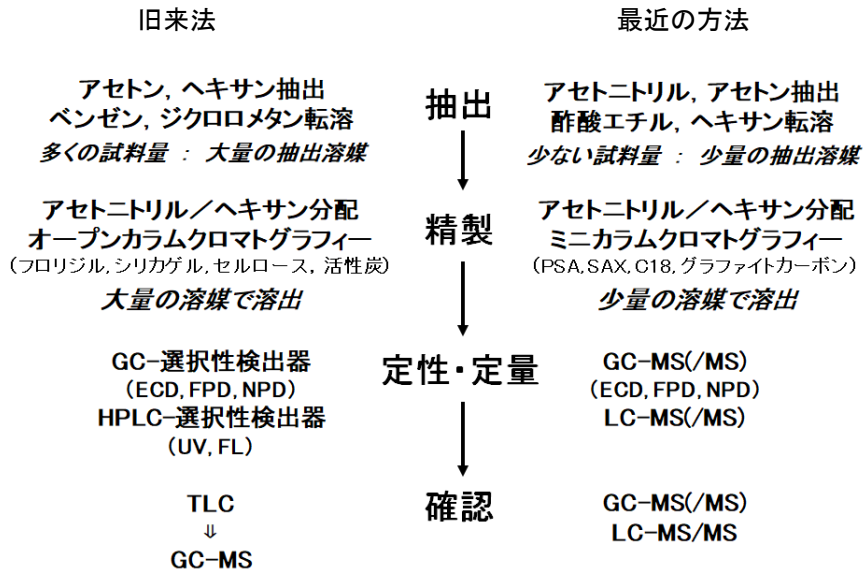 旧来法
最近の方法
アセトン, ヘキサン抽出
ベンゼン, ジクロロメタン転溶
多くの試料量 : 大量の抽出溶媒
抽出
アセトニトリル, アセトン抽出
酢酸エチル, ヘキサン転溶
少ない試料量 : 少量の抽出溶媒
アセトニトリル/ヘキサン分配
オープンカラムクロマトグラフィー
(フロリジル, シリカゲル, セルロース, 活性炭)
大量の溶媒で溶出
精製
アセトニトリル/ヘキサン分配
ミニカラムクロマトグラフィー
(PSA, SAX, C18, グラファイトカーボン)
少量の溶媒で溶出
GC-選択性検出器
(ECD, FPD, NPD)
HPLC-選択性検出器
(UV, FL)
定性・定量
GC-MS(/MS)
(ECD, FPD, NPD)
LC-MS(/MS)
TLC
⇓
GC-MS
確認
GC-MS(/MS)
LC-MS/MS